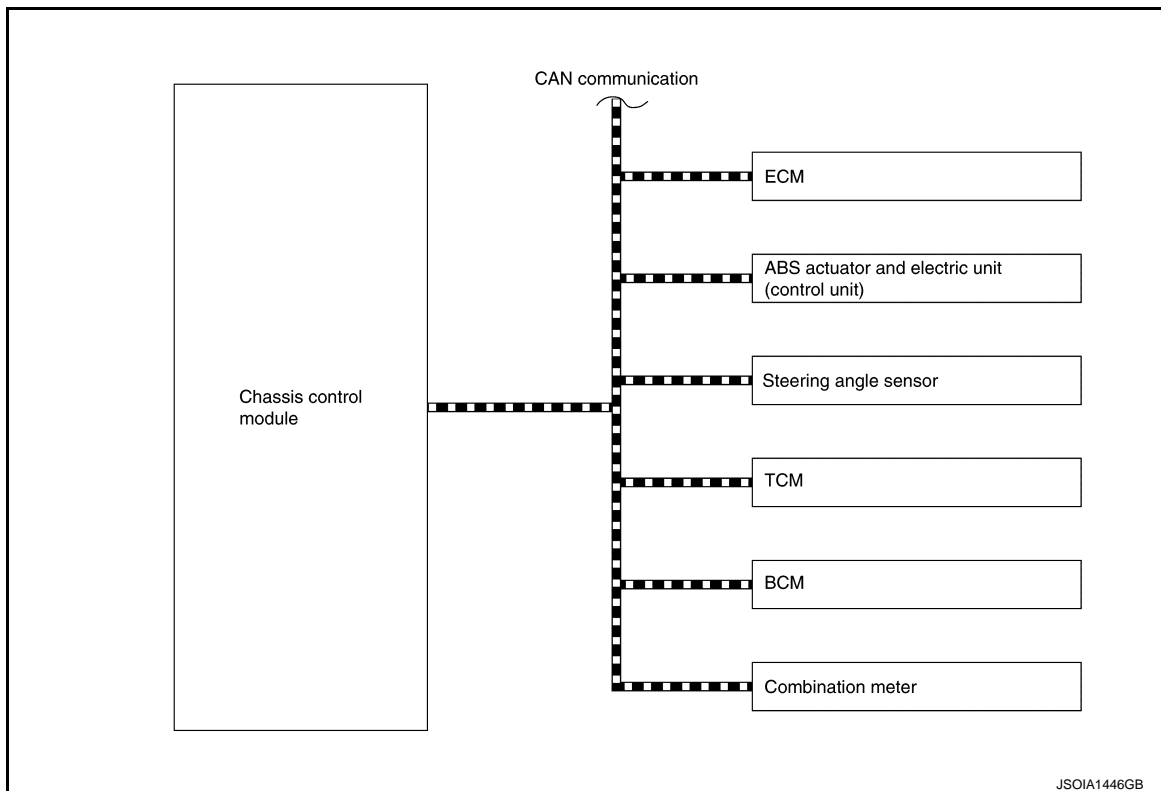 CAN communication
ECM
ABS actuator and electric unit
(control unit)
Steering angle sensor
Chassis control
module
TCM
BCM
Combination meter
JSOIA1446GB